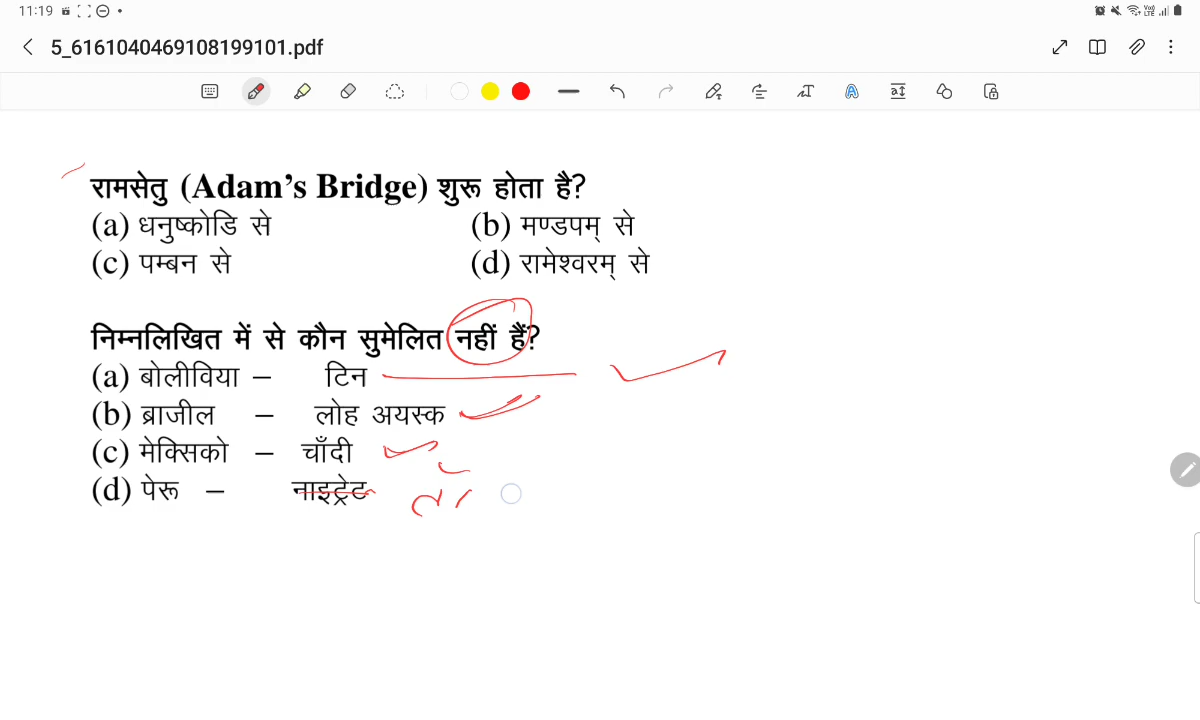 11:19
5_6161040469108199101.pdf
रामसेतु (Adam's Bridge) शुरू होता है?
(a) धनुष्कोडि से (b) मण्डपम् से
(c) पम्बन से (d) रामेश्वरम् से
निम्नलिखित में से कौन सुमेलित नहीं हैं?
(a) बोलीविया – टिन
(b) ब्राजील – लोह अयस्क
(c) मेक्सिको – चाँदी
(d) पेरू – नाइट्रेट